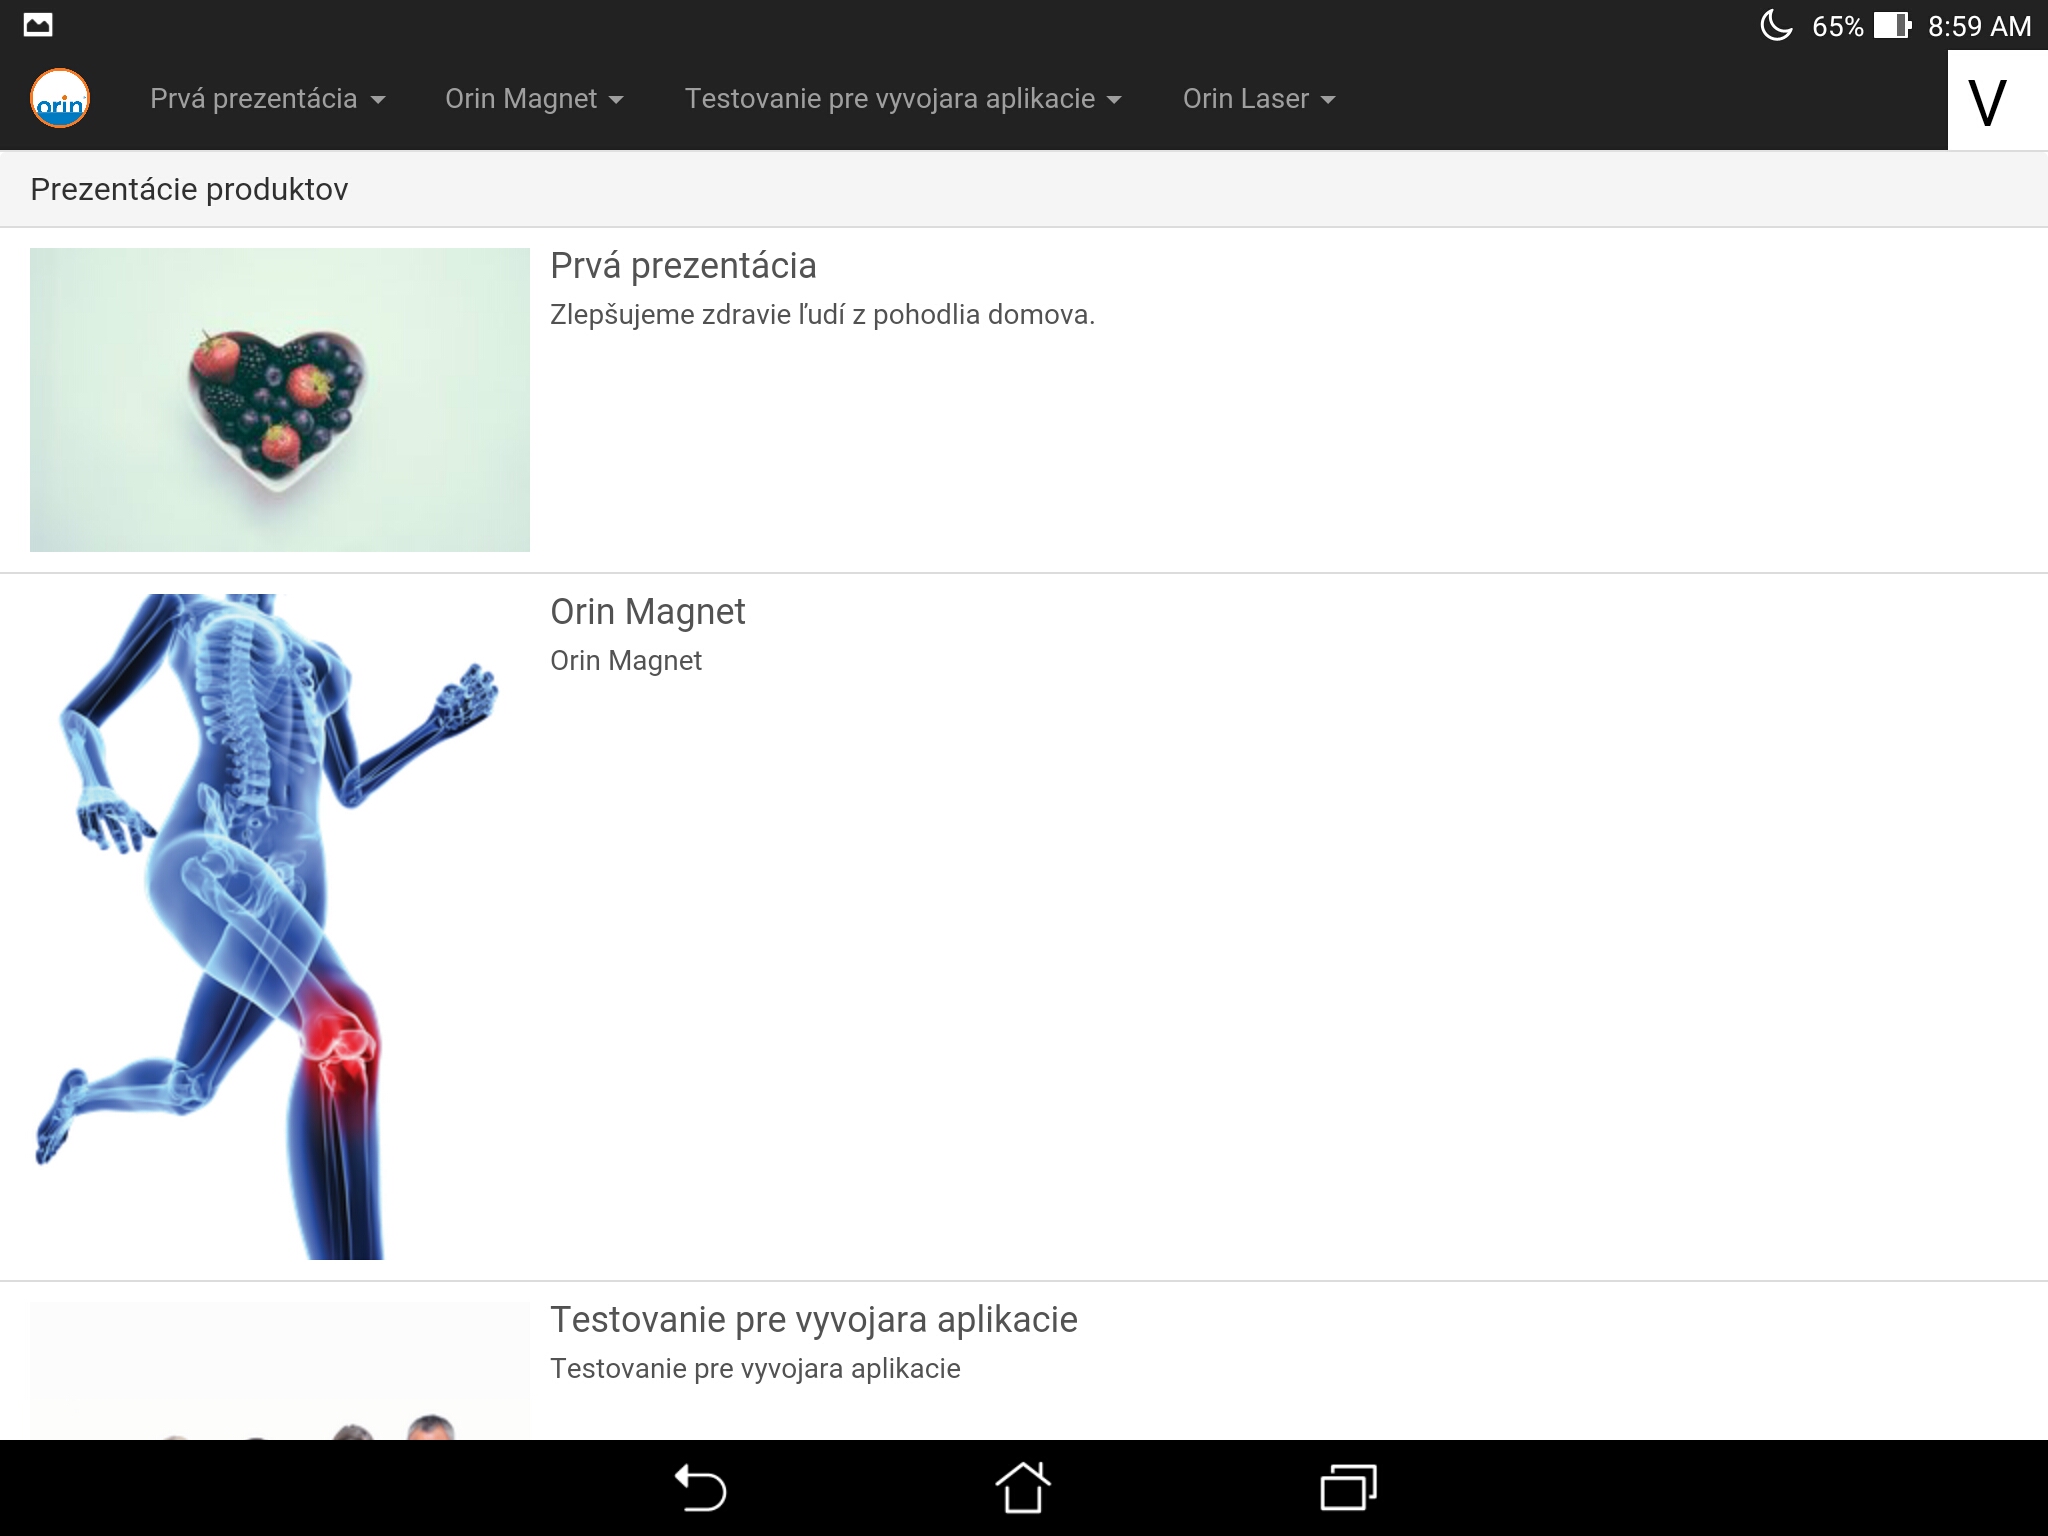 65% 8:59 AM
orin Prvá prezentácia Orin Magnet Testovanie pre vyvojara aplikacie Orin Laser V
Prezentácie produktov
Prvá prezentácia
Zlepšujeme zdravie ľudí z pohodlia domova.
Orin Magnet
Orin Magnet
Testovanie pre vyvojara aplikacie
Testovanie pre vyvojara aplikacie